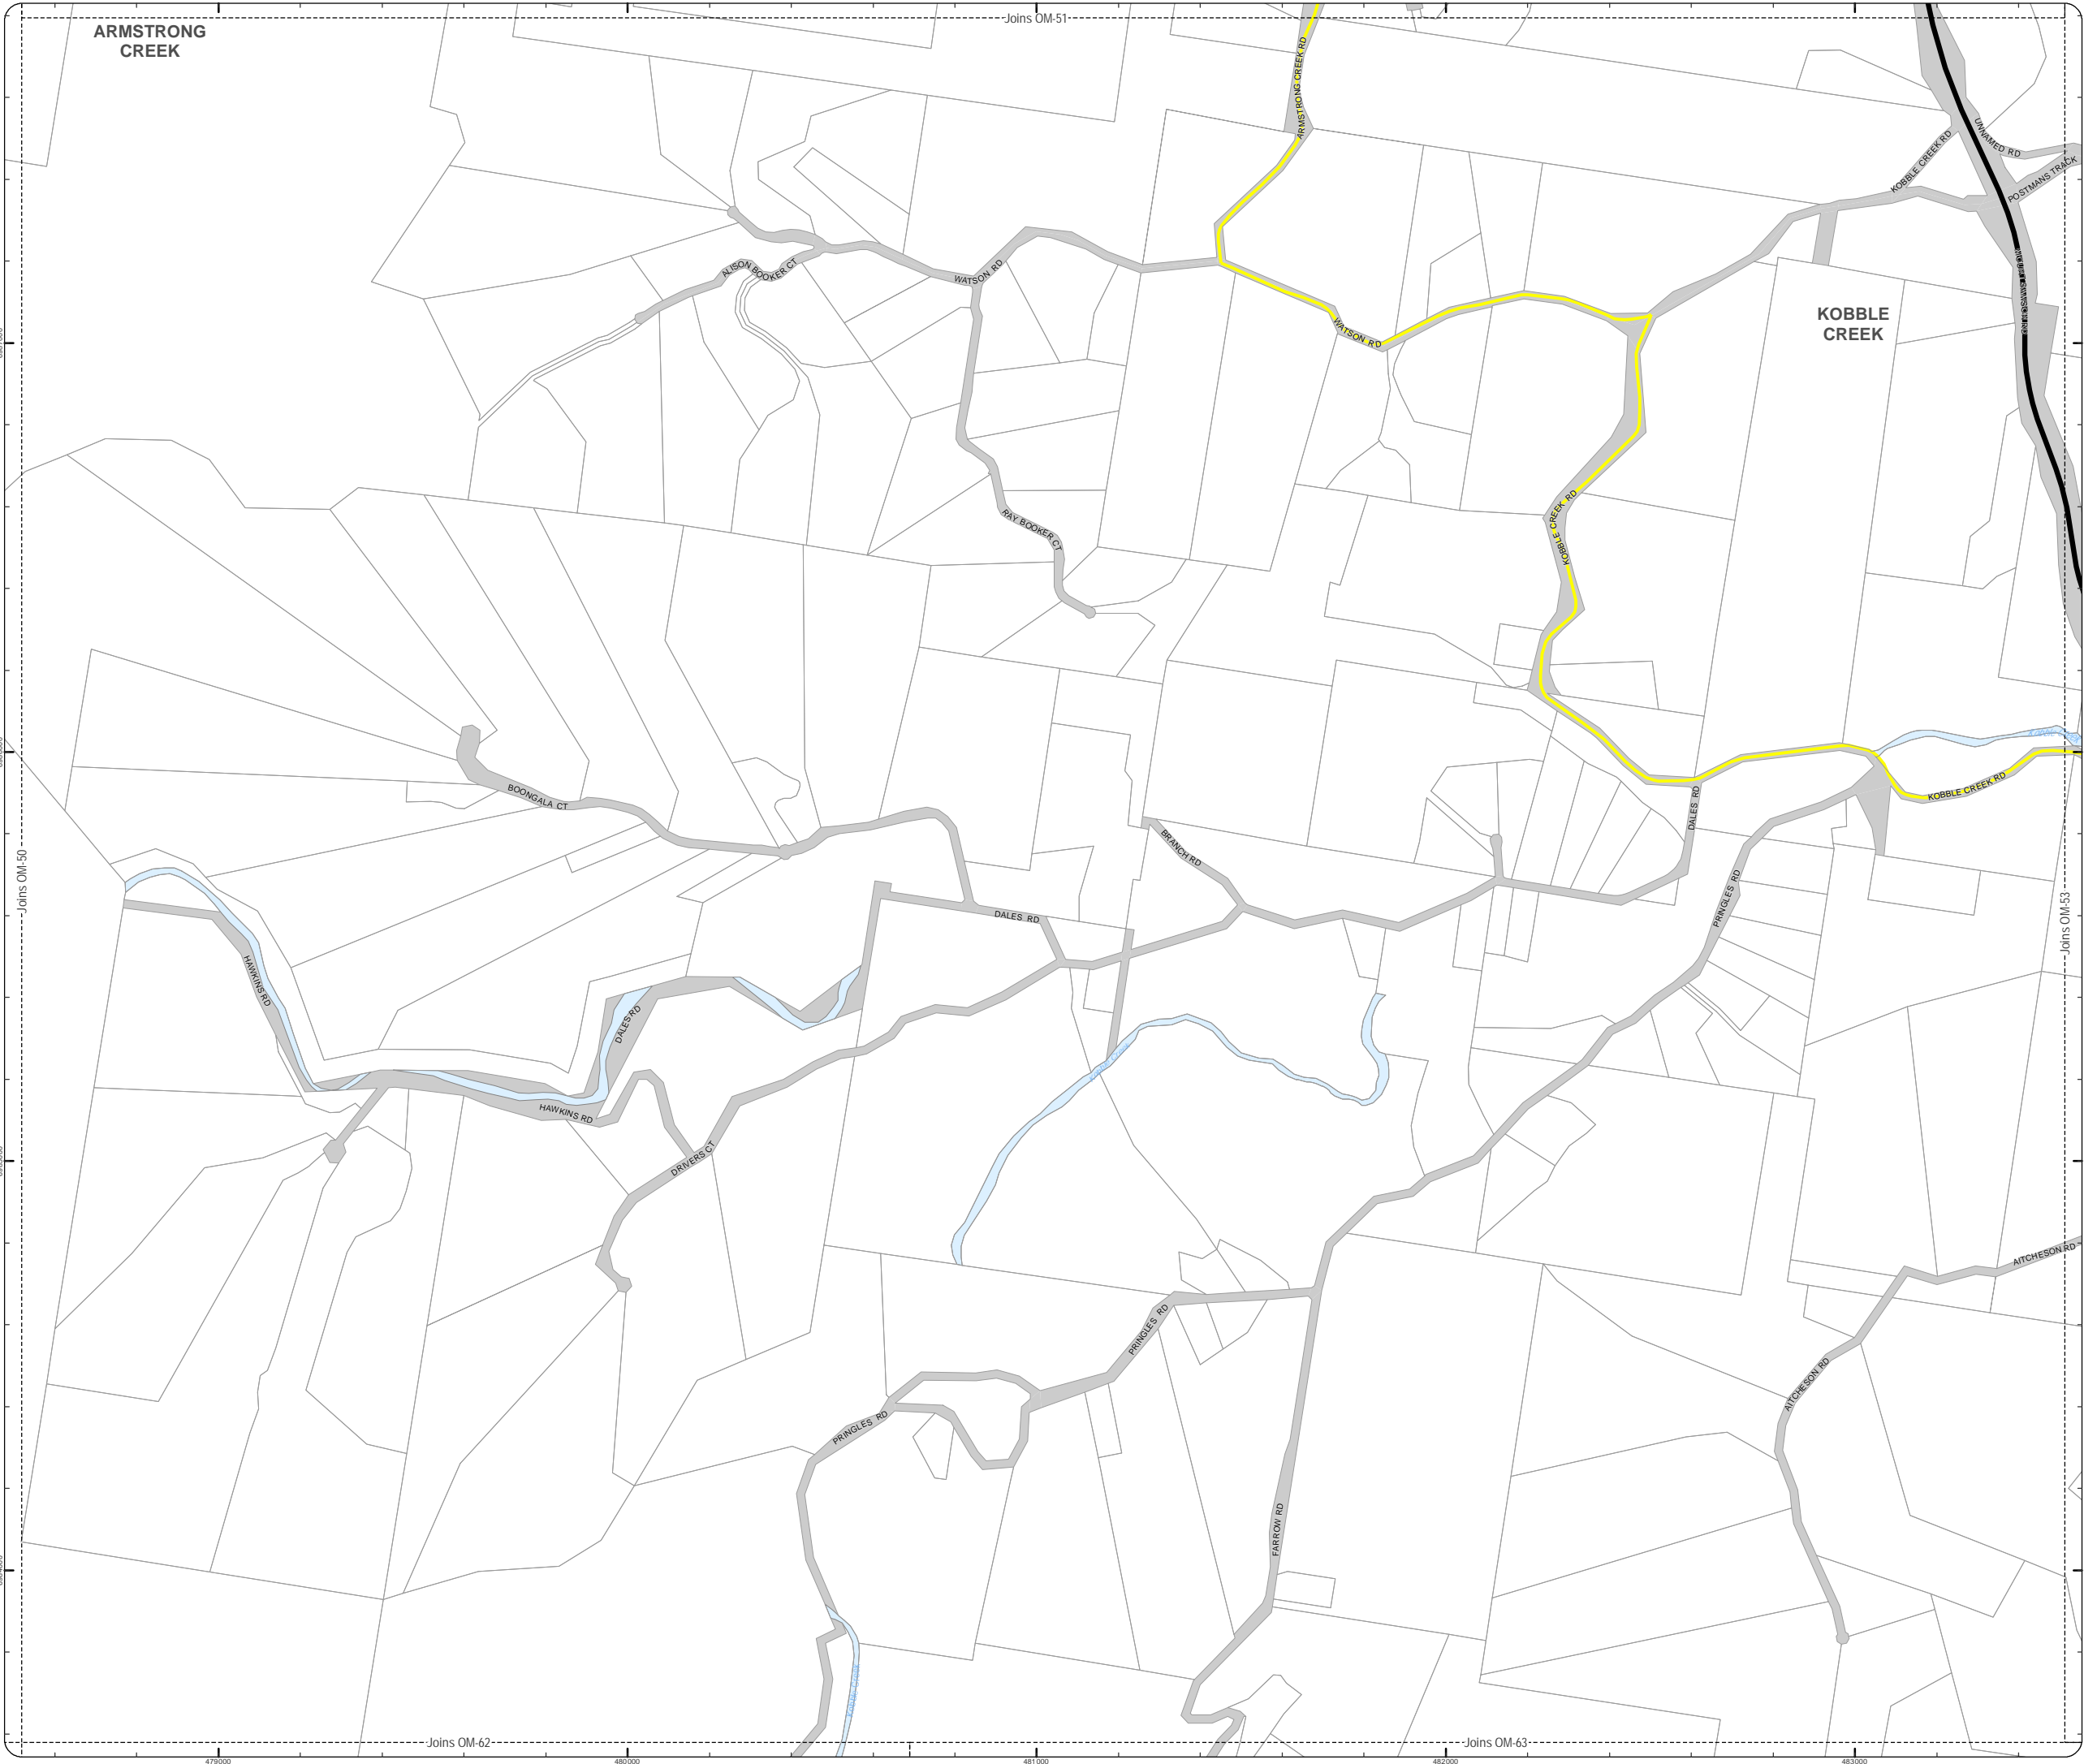 Joins OM-51
ARMSTRONG
CREEK
ARMSTRONG CREEK RD
UNNAMED RD
KOBBLE CREEK RD
POSTMANS TRACK
ALISON BOOKER CT
WATSON RD
WATSON RD
KOBBLE
CREEK
RAY BOOKER CT
KOBBLE CREEK RD
BOONGALA CT
KOBBLE CREEK RD
DALES RD
BRANCH RD
Joins OM-50
PRINGLES RD
DALES RD
Joins OM-53
HAWKINS RD
DALES RD
HAWKINS RD
DRIVERS CT
AITCHESON RD
PRINGLES RD
AITCHESON RD
PRINGLES RD
FARROW RD
Joins OM-62
Joins OM-63
479000
480000
481000
482000
483000